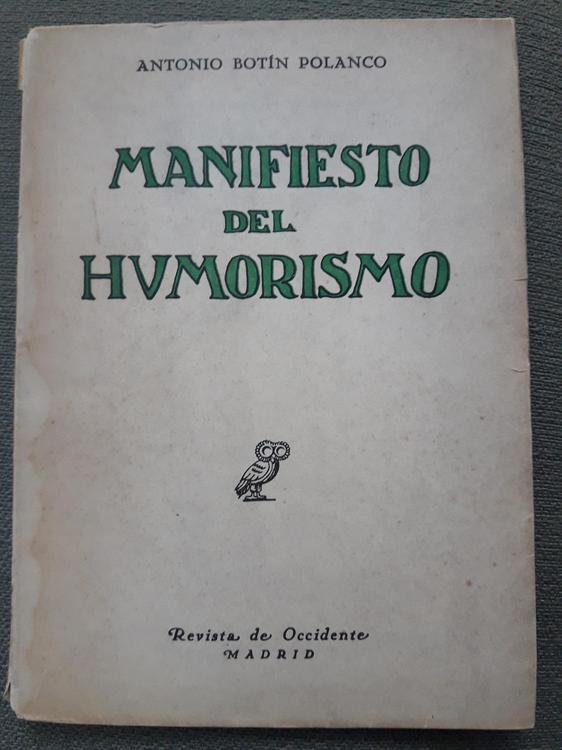 ANTONIO BOTÍN POLANCO
MANIFIESTO
DEL
HVMORISMO
Revista de Occidente
MADRID